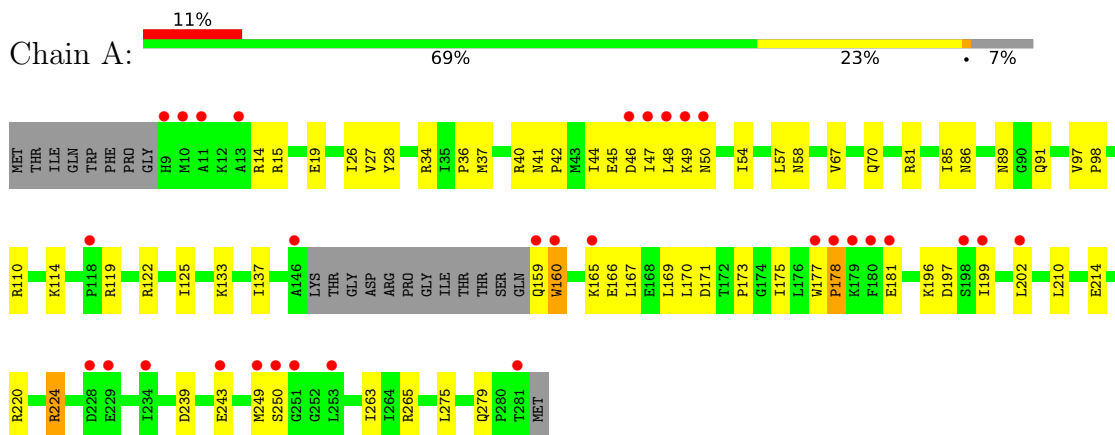 11%
Chain A:
69% 23% • 7%
MET THR ILE GLN TRP PHE PRO GLY H9 M10 A11 K12 A13 R14 R15 E19 I26 V27 Y28 R34 I35 P36 M37 R40 N41 P42 M43 I44 E45 D46 I47 L48 K49 N50 I54 L57 N58 V67 Q70 R81 I85 N86 N89 G90 Q91 V97 P98
R110 K114 P118 R119 R122 I125 K133 I137 A146 LYS THR GLY ASP ARG PRO GLY ILE THR THR SER GLN Q159 W160 K165 E166 L167 E168 L169 L170 D171 T172 P173 G174 I175 L176 W177 P178 K179 F180 E181 K196 D197 S198 I199 L202 L210 E214
R220 R224 D228 E229 I234 D239 E243 M249 S250 G251 G252 L253 I263 I264 R265 L275 Q279 P280 T281 MET